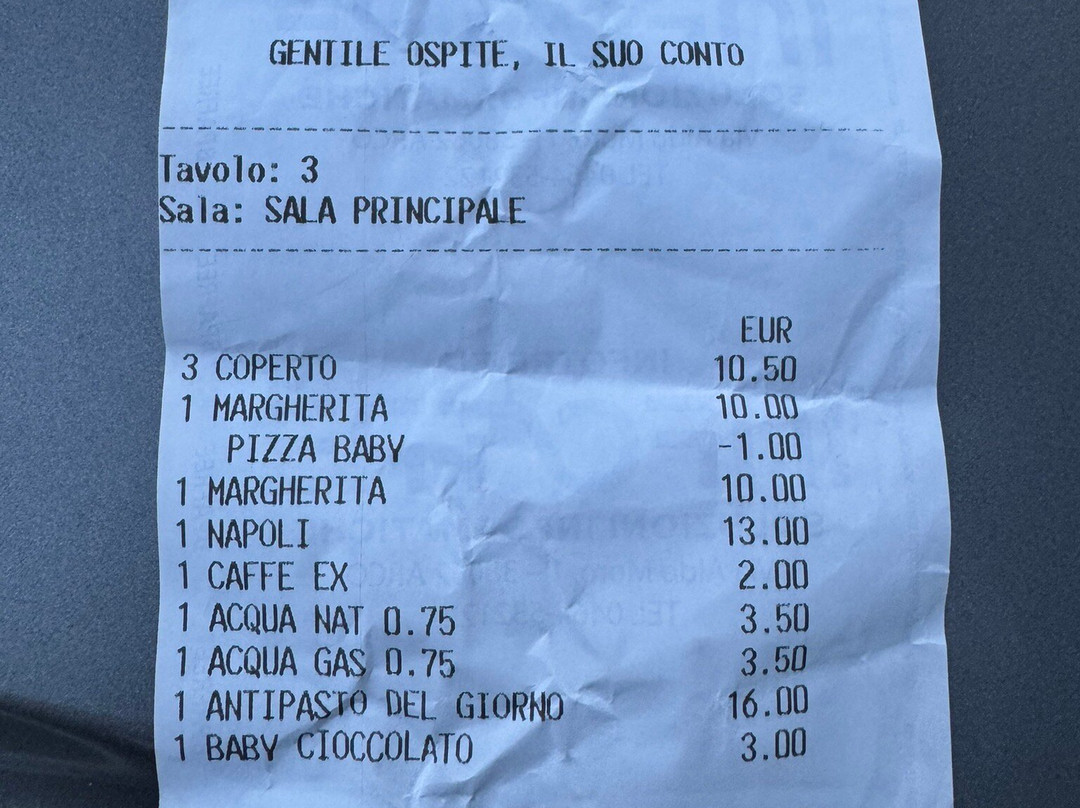 GENTILE OSPITE, IL SUO CONTO
Tavolo: 3
Sala: SALA PRINCIPALE
EUR
3 COPERTO 10.50
1 MARGHERITA 10.00
PIZZA BABY -1.00
1 MARGHERITA 10.00
1 NAPOLI 13.00
1 CAFFE EX 2.00
1 ACQUA NAT 0.75 3.50
1 ACQUA GAS 0.75 3.50
1 ANTIPASTO DEL GIORNO 16.00
1 BABY CIOCCOLATO 3.00